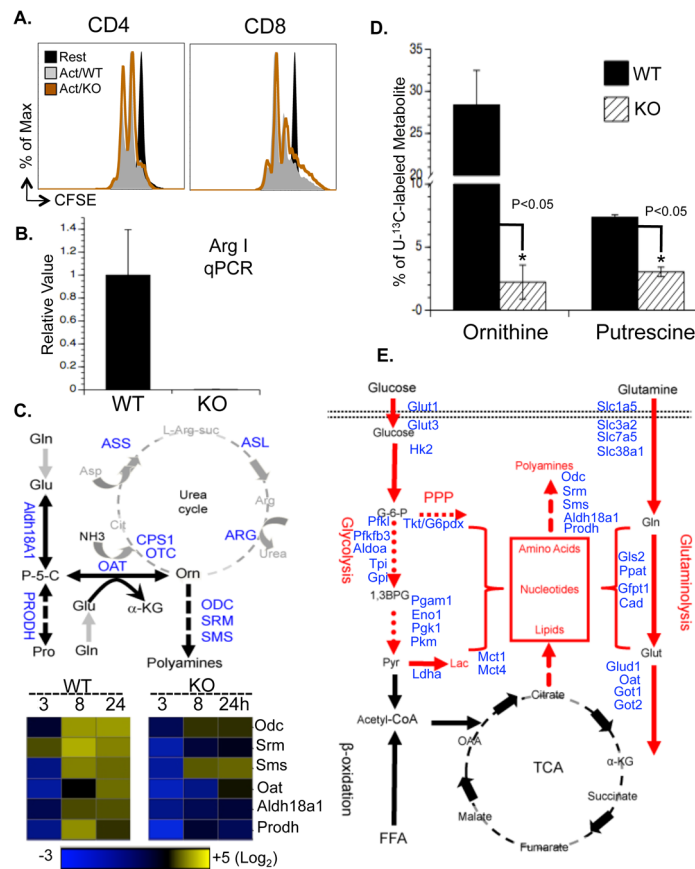 A.
CD4
CD8
Rest
Act/WT
Act/KO
% of Max
CFSE
B.
Arg I
qPCR
Relative Value
1.4
1.2
1
0.8
0.6
0.4
0.2
0
WT
KO
C.
Gln
Glu
Aldh18A1
P-5-C
PRODH
Pro
ASS
L-Arg-suc
ASL
Asp
Urea
cycle
Arg
Cit
NH3
CPS1
OTC
ARG
Urea
OAT
Orn
Glu
α-KG
Gln
ODC
SRM
SMS
Polyamines
WT
KO
3 8 24
3 8 24h
Odc
Srm
Sms
Oat
Aldh18a1
Prodh
-3
+5 (Log2)
D.
% of U-13C-labeled Metabolite
35
30
25
20
10
5
-0
WT
KO
P<0.05
*
P<0.05
*
Ornithine
Putrescine
E.
Glucose
Glutamine
Glut1
Glut3
Glucose
Hk2
Slc1a5
Slc3a2
Slc7a5
Slc38a1
Polyamines
Odc
Srm
Sms
Aldh18a1
Prodh
G-6-P
PPP
Tkt/G6pdx
Glycolysis
Pfkl
Pfkfb3
Aldoa
Tpi
Gpi
1,3BPG
Pgam1
Eno1
Pgk1
Pkm
Pyr
Lac
Ldha
Mct1
Mct4
Amino Acids
Nucleotides
Lipids
Gln
Gls2
Ppat
Gfpt1
Cad
Glutaminolysis
Glut
Glud1
Oat
Got1
Got2
Acetyl-CoA
β-oxidation
FFA
Citrate
OAA
TCA
α-KG
Succinate
Malate
Fumarate